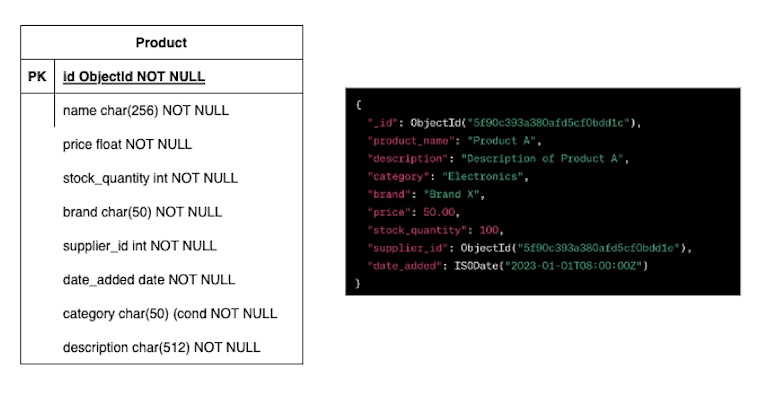 Product
PK id ObjectId NOT NULL
name char(256) NOT NULL
price float NOT NULL
stock_quantity int NOT NULL
brand char(50) NOT NULL
supplier_id int NOT NULL
date_added date NOT NULL
category char(50) (cond NOT NULL
description char(512) NOT NULL
{
"_id": ObjectId("5f90c393a380afd5cf0bdd1c"),
"product_name": "Product A",
"description": "Description of Product A",
"category": "Electronics",
"brand": "Brand X",
"price": 50.00,
"stock_quantity": 100,
"supplier_id": ObjectId("5f90c393a380afd5cf0bdd1e"),
"date_added": ISODate("2023-01-01T08:00:00Z")
}